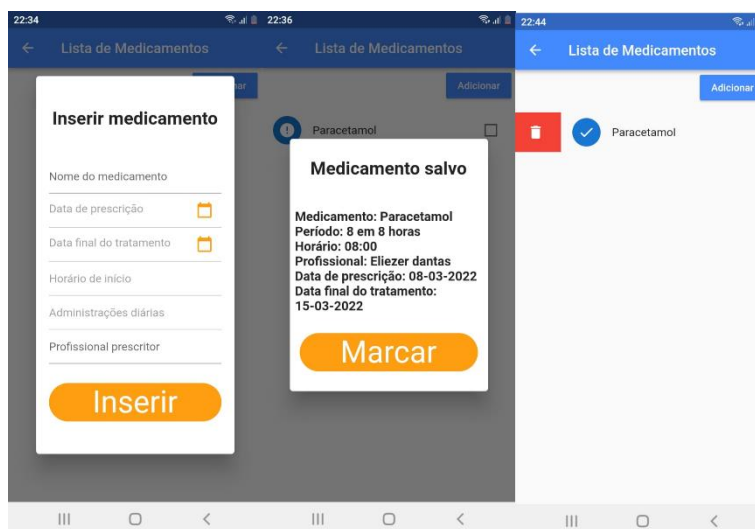 22:34
Lista de Medicamentos
nar
Inserir medicamento
Nome do medicamento
Data de prescrição
Data final do tratamento
Horário de início
Administrações diárias
Profissional prescritor
Inserir
22:36
Lista de Medicamentos
Adicionar
Paracetamol
Medicamento salvo
Medicamento: Paracetamol
Período: 8 em 8 horas
Horário: 08:00
Profissional: Eliezer dantas
Data de prescrição: 08-03-2022
Data final do tratamento:
15-03-2022
Marcar
22:44
Lista de Medicamentos
Adicionar
Paracetamol